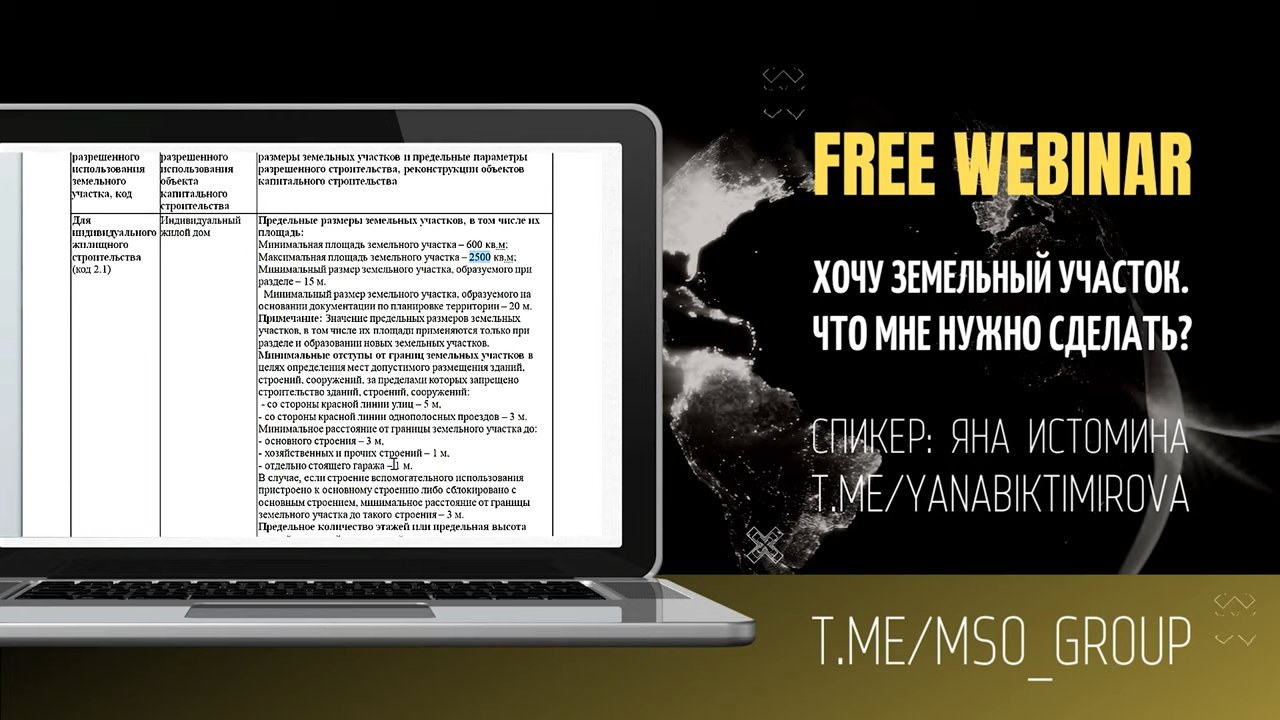 разрешенного
использования
земельного
участка, код
разрешенного
использования
объекта
капитального
строительства
размеры земельных участков и предельные параметры
разрешенного строительства, реконструкции объектов
капитального строительства
Для
индивидуального
жилищного
строительства
(код 2.1)
Индивидуальный
жилой дом
Предельные размеры земельных участков, в том числе их
площадь:
Минимальная площадь земельного участка – 600 кв.м;
Максимальная площадь земельного участка – 2500 кв.м;
Минимальный размер земельного участка, образуемого при
разделе – 15 м.
Минимальный размер земельного участка, образуемого на
основании документации по планировке территории – 20 м.
Примечание: Значение предельных размеров земельных
участков, в том числе их площади применяются только при
разделе и образовании новых земельных участков.
Минимальные отступы от границ земельных участков в
целях определения мест допустимого размещения зданий,
строений, сооружений, за пределами которых запрещено
строительство зданий, строений, сооружений:
- со стороны красной линии улиц – 5 м,
- со стороны красной линии однополосных проездов – 3 м.
Минимальное расстояние от границы земельного участка до:
- основного строения – 3 м,
- хозяйственных и прочих строений – 1 м,
- отдельно стоящего гаража – 1 м.
В случае, если строение вспомогательного использования
пристроено к основному строению либо сблокировано с
основным строением, минимальное расстояние от границы
земельного участка до такого строения – 3 м.
Предельное количество этажей или предельная высота
FREE WEBINAR
ХОЧУ ЗЕМЕЛЬНЫЙ УЧАСТОК.
ЧТО МНЕ НУЖНО СДЕЛАТЬ?
СПИКЕР: ЯНА ИСТОМИНА
T.ME/YANABIKTIMIROVA
T.ME/MSO_GROUP